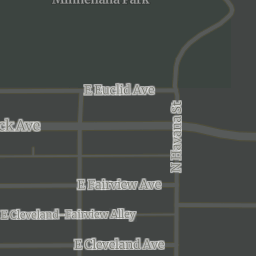 Minnehaha Park
E Euclid Ave
ck Ave
N Havana St
E Fairview Ave
E Cleveland-Fairview Alley
E Cleveland Ave